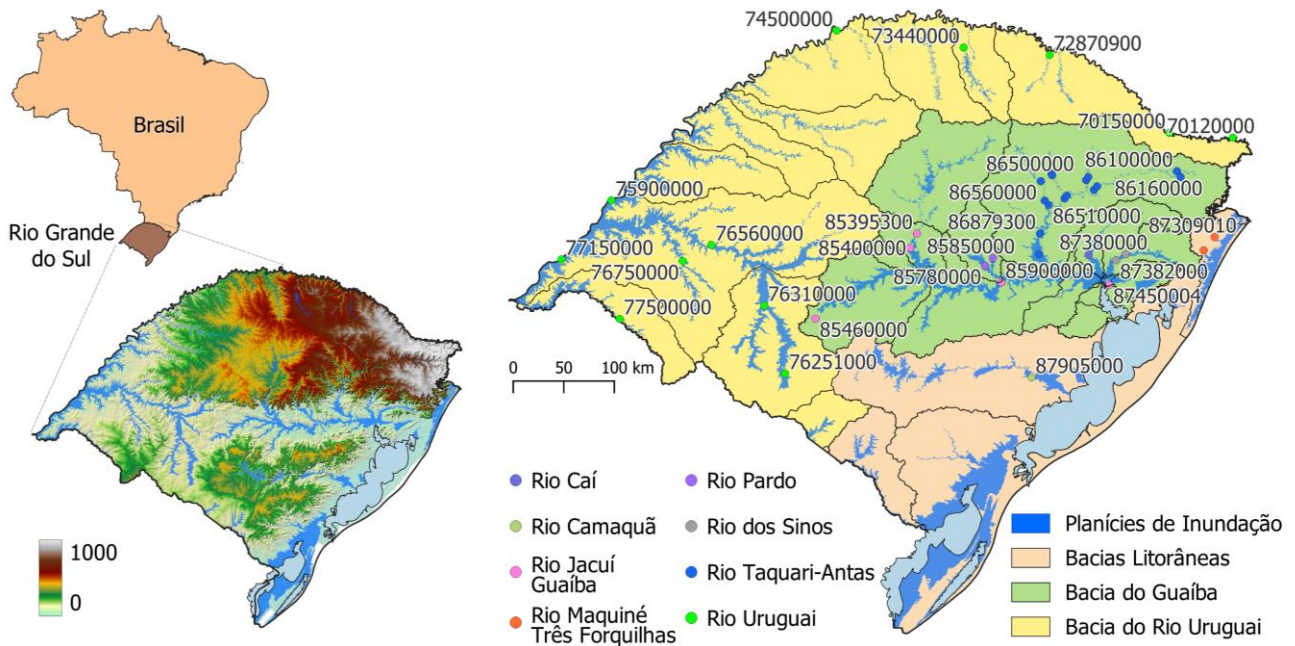 Brasil
Rio Grande
do Sul
1000
0
74500000
73440000
72870900
70150000
70120000
86500000
86100000
86560000
86160000
75900000
85395300
86879300
86510000
87309010
76560000
85400000
85850000
87380000
77150000
76750000
85780000
85900000
87382000
76310000
87450004
77500000
85460000
76251000
87905000
0 50 100 km
Rio Caí
Rio Camaquã
Rio Jacuí
Guaíba
Rio Maquiné
Três Forquilhas
Rio Pardo
Rio dos Sinos
Rio Taquari-Antas
Rio Uruguai
Planícies de Inundação
Bacias Litorâneas
Bacia do Guaíba
Bacia do Rio Uruguai